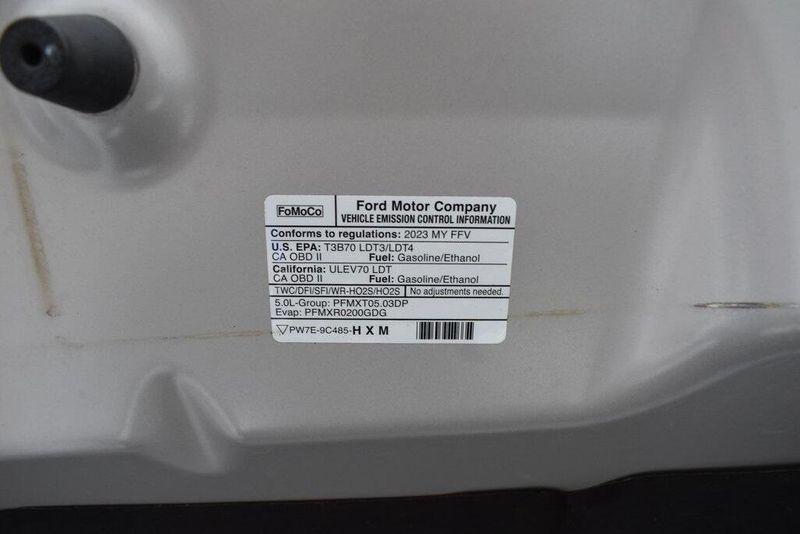 FoMoCo
Ford Motor Company
VEHICLE EMISSION CONTROL INFORMATION
Conforms to regulations: 2023 MY FFV
U.S. EPA: T3B70 LDT3/LDT4
CA OBD II Fuel: Gasoline/Ethanol
California: ULEV70 LDT
CA OBD II Fuel: Gasoline/Ethanol
TWC/DFI/SFI/WR-HO2S/HO2S No adjustments needed.
5.0L-Group: PFMXT05.03DP
Evap: PFMXR0200GDG
PW7E-9C485-H X M